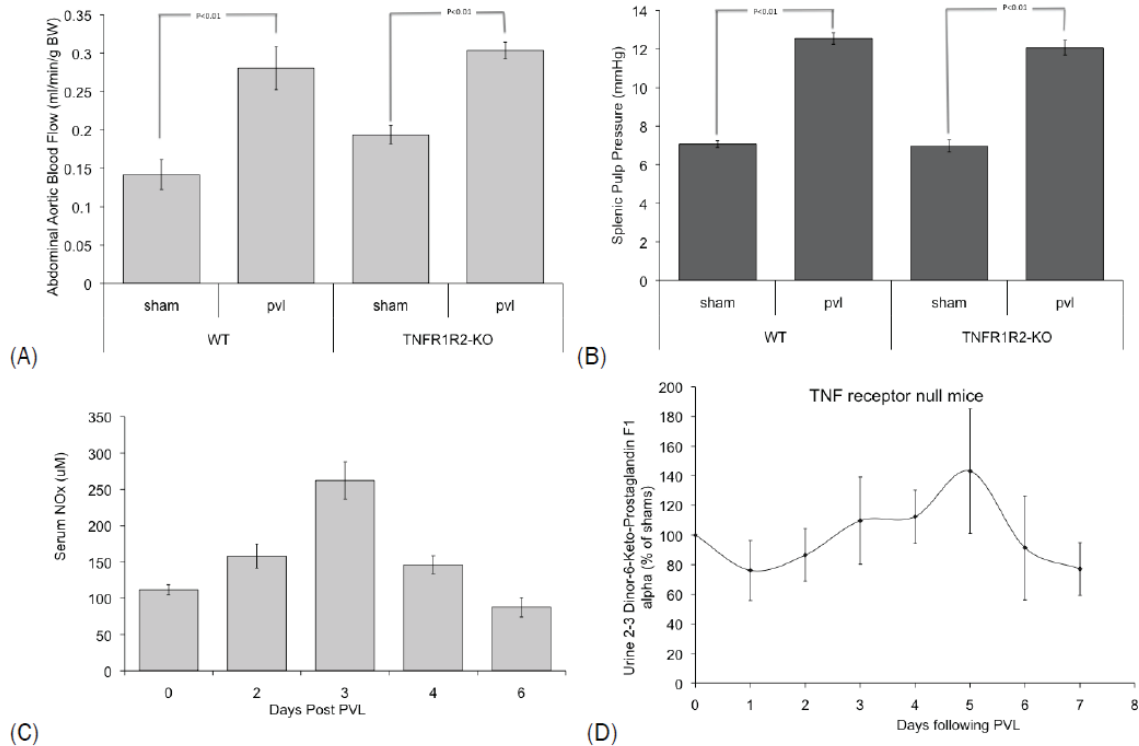 Abdominal Aortic Blood Flow (ml/min/g BW)
0.35
0.3
0.25
0.2
0.15
0.1
0.05
0
P<0.01
P<0.01
sham
pvl
sham
pvl
WT
TNFR1R2-KO
(A)
Splenic Pulp Pressure (mmHg)
14
12
10
8
6
4
2
0
P<0.01
P<0.01
sham
pvl
sham
pvl
WT
TNFR1R2-KO
(B)
Serum NOx (uM)
350
300
250
200
150
100
50
0
0
2
3
4
6
Days Post PVL
(C)
TNF receptor null mice
Urine 2-3 Dinor-6-Keto-Prostaglandin F1
alpha (% of shams)
200
180
160
140
120
100
80
60
40
20
0
0
1
2
3
4
5
6
7
8
Days following PVL
(D)